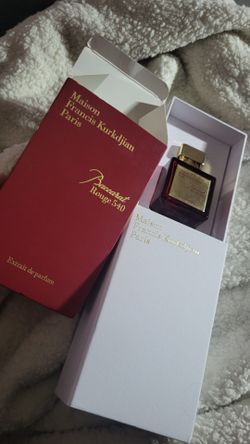 Maison
Francis Kurkdjian
Paris
Baccarat
Rouge 540
Extrait de parfum
Maison
Francis Kurkdjian
Paris